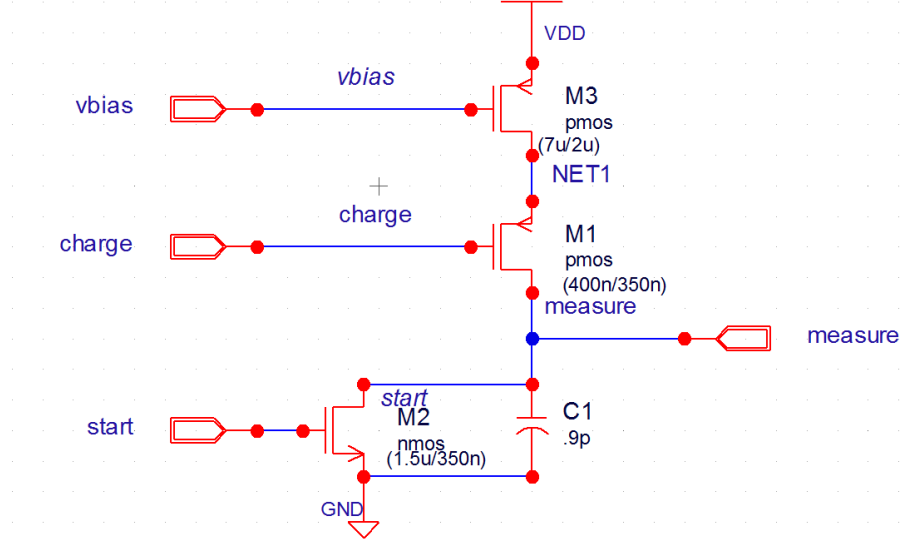 VDD
vbias
vbias
M3
pmos
(7u/2u)
NET1
charge
charge
M1
pmos
(400n/350n)
measure
measure
start
start
M2
nmos
(1.5u/350n)
C1
.9p
GND